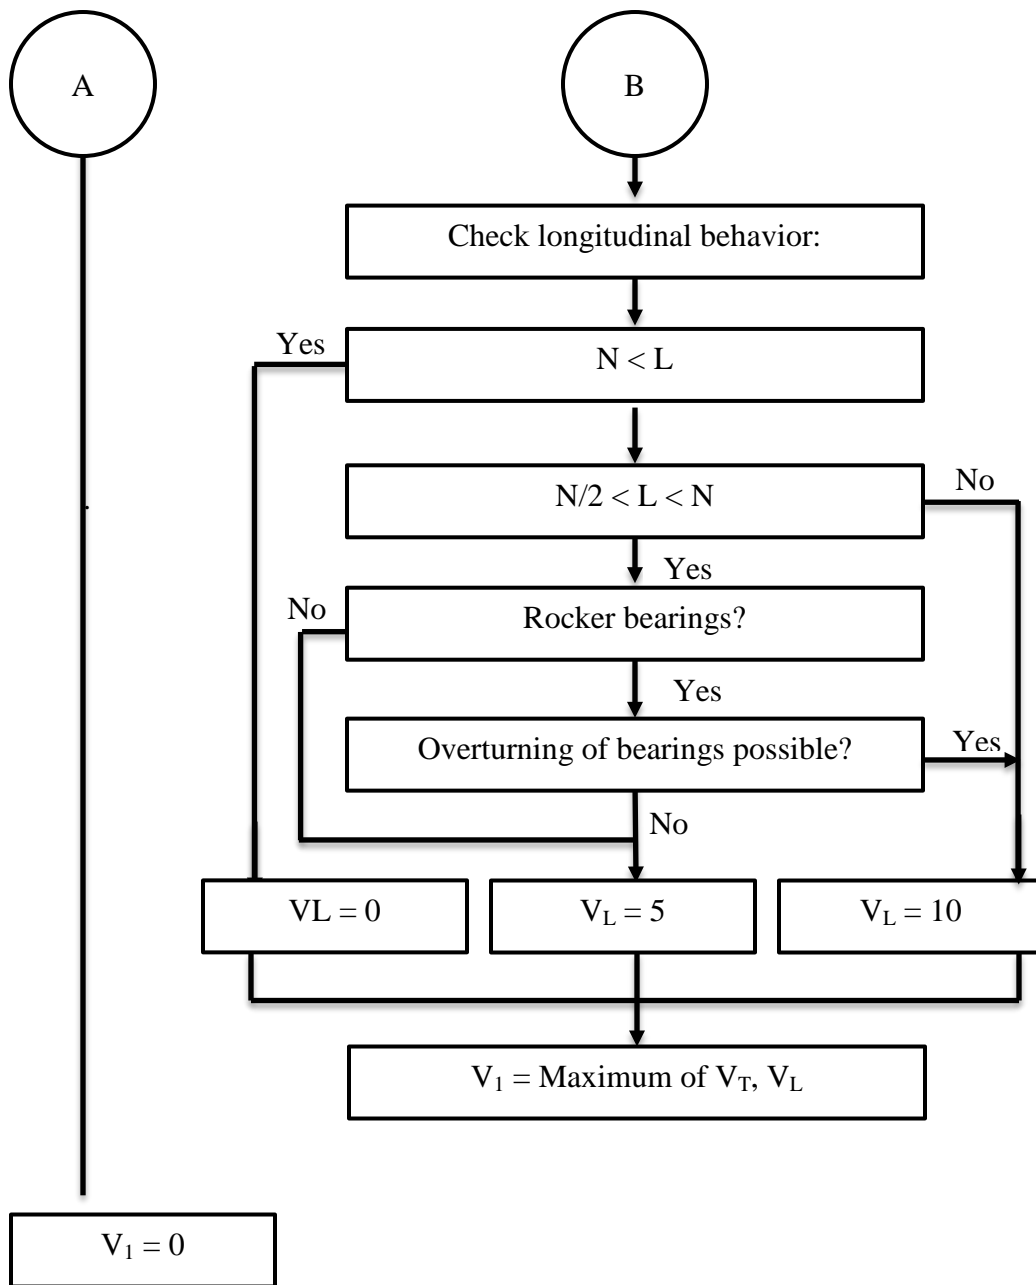 A
B
Check longitudinal behavior:
Yes
N < L
N/2 < L < N
No
Yes
No
Rocker bearings?
Yes
Overturning of bearings possible?
Yes
No
VL = 0
V_L = 5
V_L = 10
V_1 = Maximum of V_T, V_L
V_1 = 0